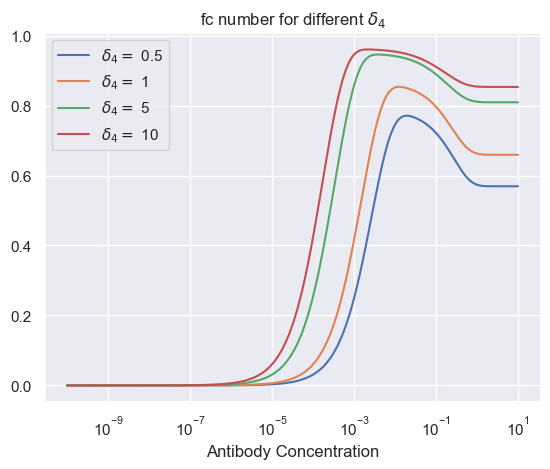 fc number for different δ₄
δ₄ = 0.5
δ₄ = 1
δ₄ = 5
δ₄ = 10
1.0
0.8
0.6
0.4
0.2
0.0
10⁻⁹ 10⁻⁷ 10⁻⁵ 10⁻³ 10⁻¹ 10¹
Antibody Concentration